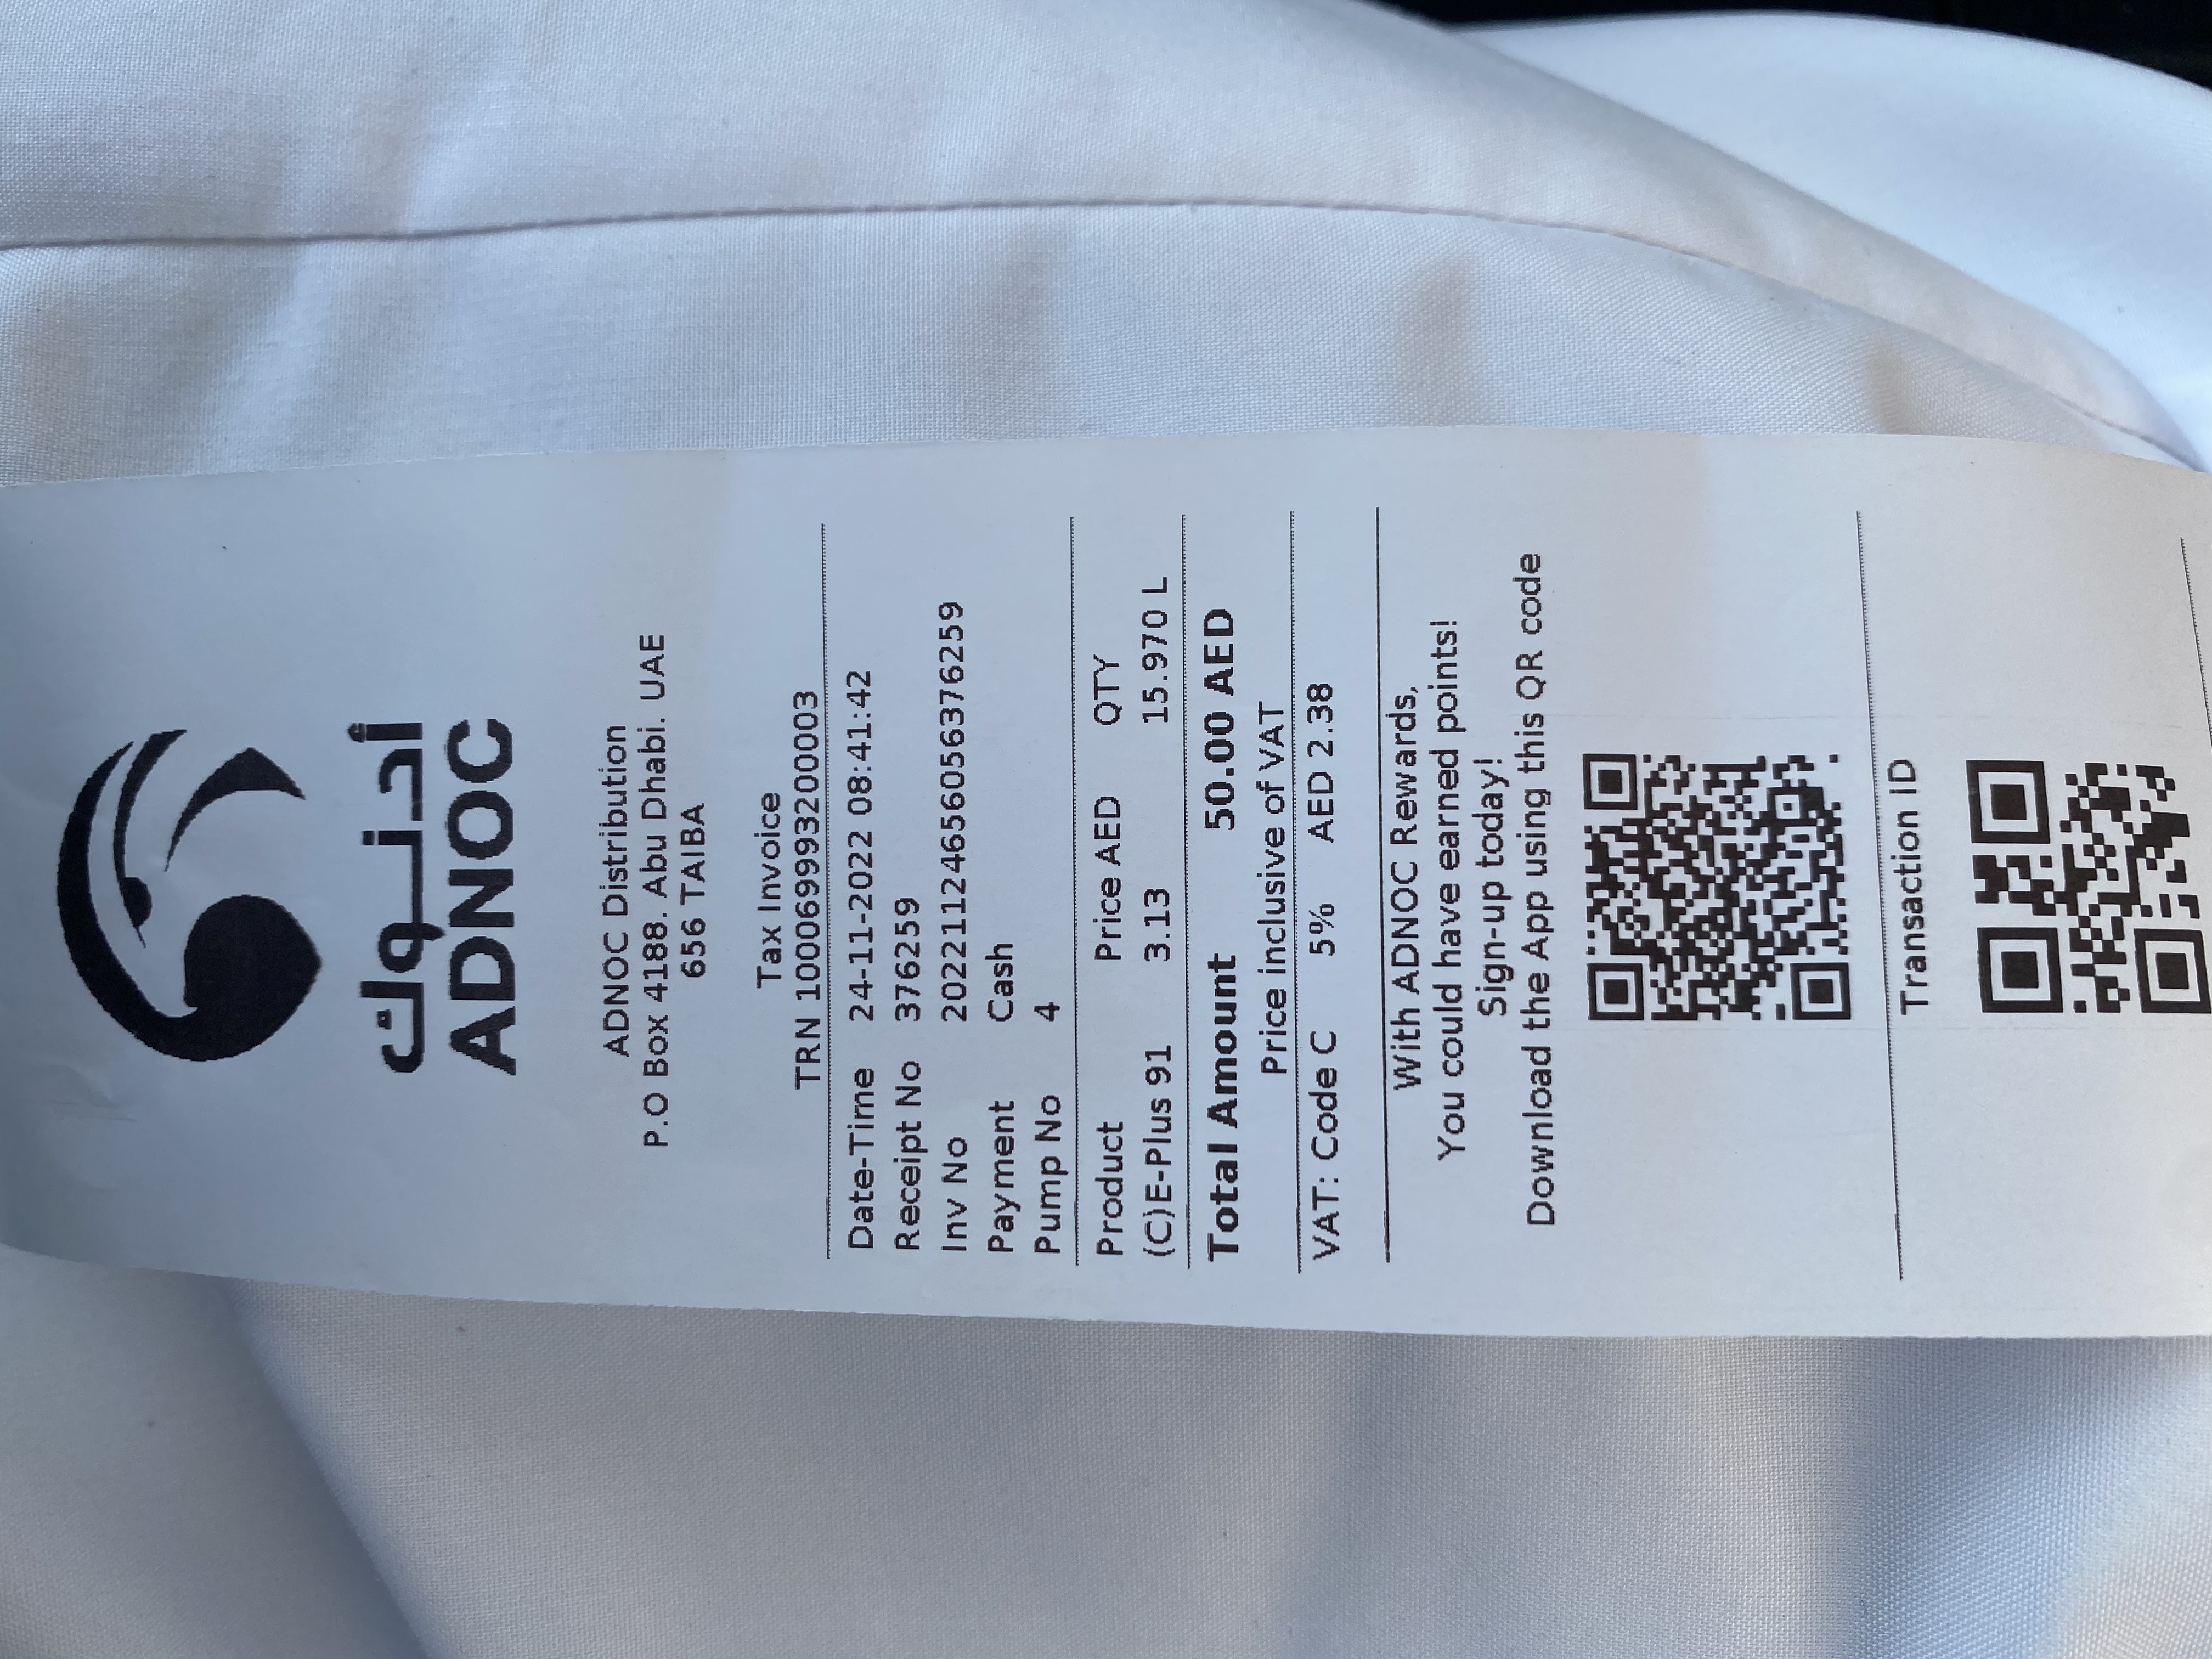 أدنوك
ADNOC
ADNOC Distribution
P.O Box 4188. Abu Dhabi. UAE
656 TAIBA
Tax Invoice
TRN 100069993200003
Date-Time 24-11-2022 08:41:42
Receipt No 376259
Inv No 20221124656056376259
Payment Cash
Pump No 4
Product Price AED QTY
(C)E-Plus 91 3.13 15.970 L
Total Amount 50.00 AED
Price inclusive of VAT
VAT: Code C 5% AED 2.38
With ADNOC Rewards,
You could have earned points!
Sign-up today!
Download the App using this QR code
Transaction ID